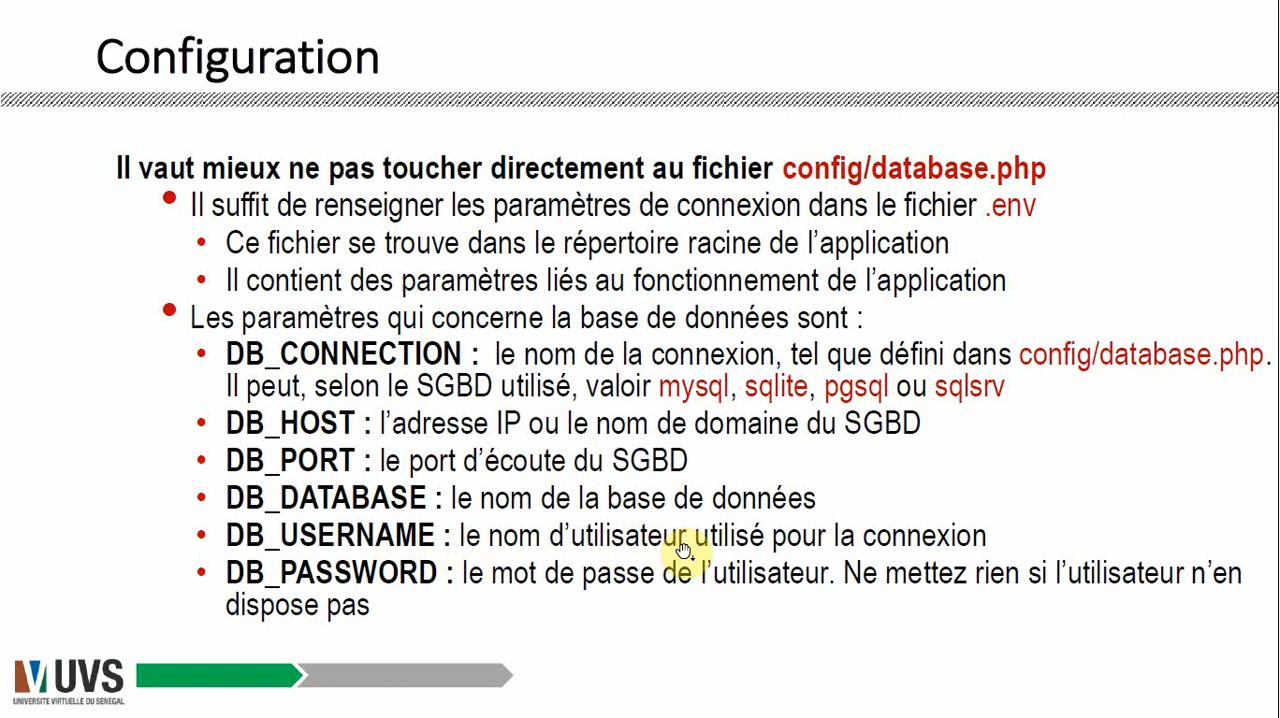 Configuration
Il vaut mieux ne pas toucher directement au fichier config/database.php
• Il suffit de renseigner les paramètres de connexion dans le fichier .env
• Ce fichier se trouve dans le répertoire racine de l’application
• Il contient des paramètres liés au fonctionnement de l’application
• Les paramètres qui concerne la base de données sont :
• DB_CONNECTION : le nom de la connexion, tel que défini dans config/database.php.
Il peut, selon le SGBD utilisé, valoir mysql, sqlite, pgsql ou sqlsrv
• DB_HOST : l’adresse IP ou le nom de domaine du SGBD
• DB_PORT : le port d’écoute du SGBD
• DB_DATABASE : le nom de la base de données
• DB_USERNAME : le nom d’utilisateur utilisé pour la connexion
• DB_PASSWORD : le mot de passe de l’utilisateur. Ne mettez rien si l’utilisateur n’en
dispose pas
UVS
UNIVERSITE VIRTUELLE DU SENEGAL